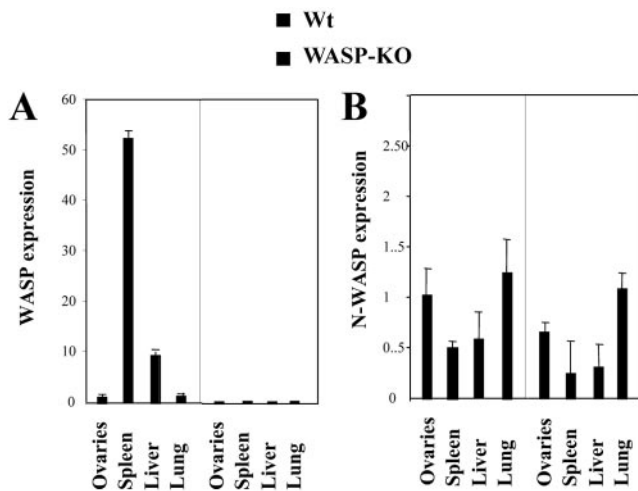 Wt
WASP-KO
A
B
WASP expression
60
50
40
30
20
10
0
Ovaries
Spleen
Liver
Lung
Ovaries
Spleen
Liver
Lung
N-WASP expression
3
2.50
2
1..5
1
0..5
0
Ovaries
Spleen
Liver
Lung
Ovaries
Spleen
Liver
Lung